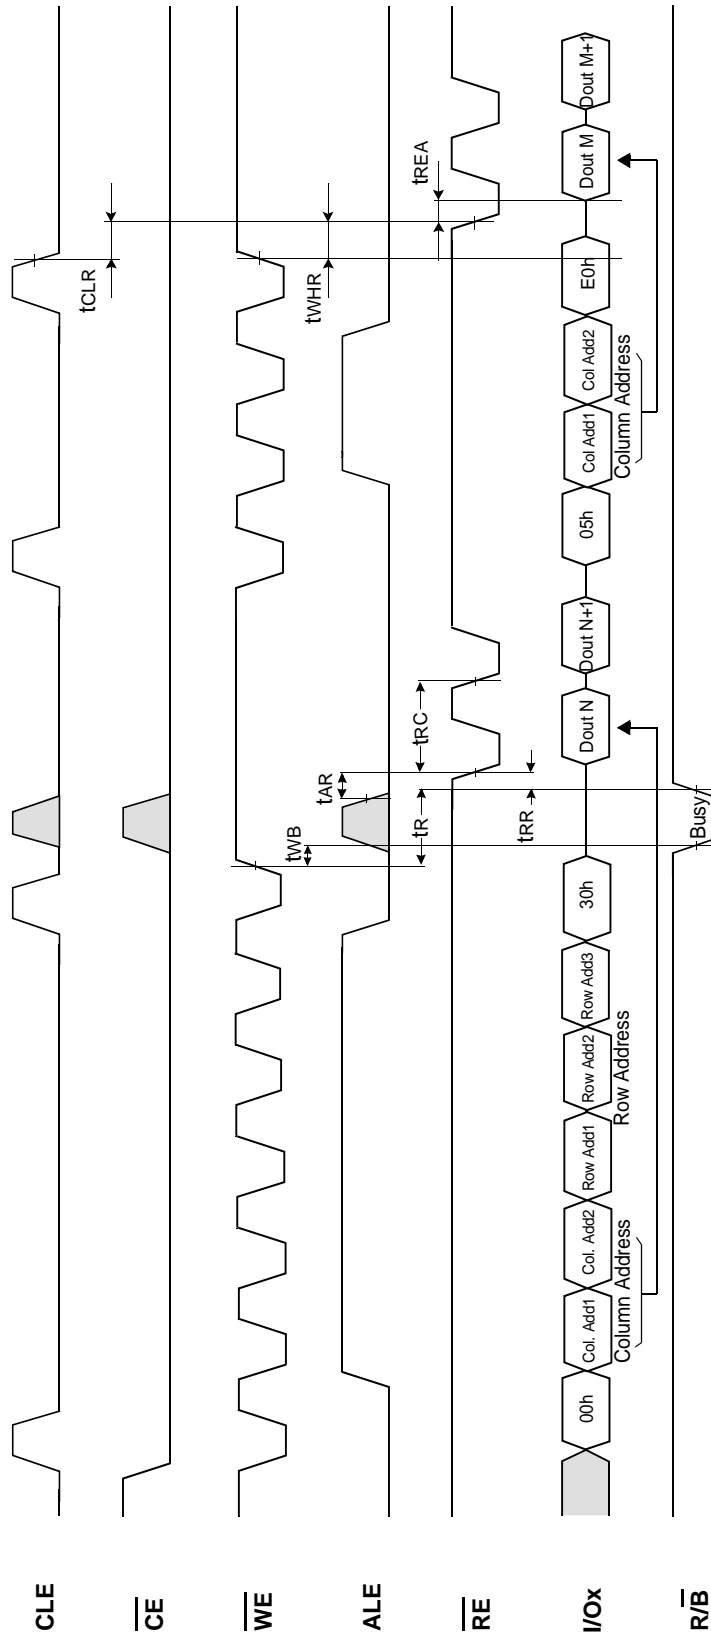 CLE
tCLR
CE
WE
tWB
tWHR
ALE
tAR
tR
tRC
tREA
RE
tRR
I/Ox
00h
Col. Add1
Col. Add2
Row Add1
Row Add2
Row Add3
30h
Dout N
Dout N+1
05h
Col Add1
Col Add2
E0h
Dout M
Dout M+1
Column Address
Row Address
Column Address
R/B
Busy